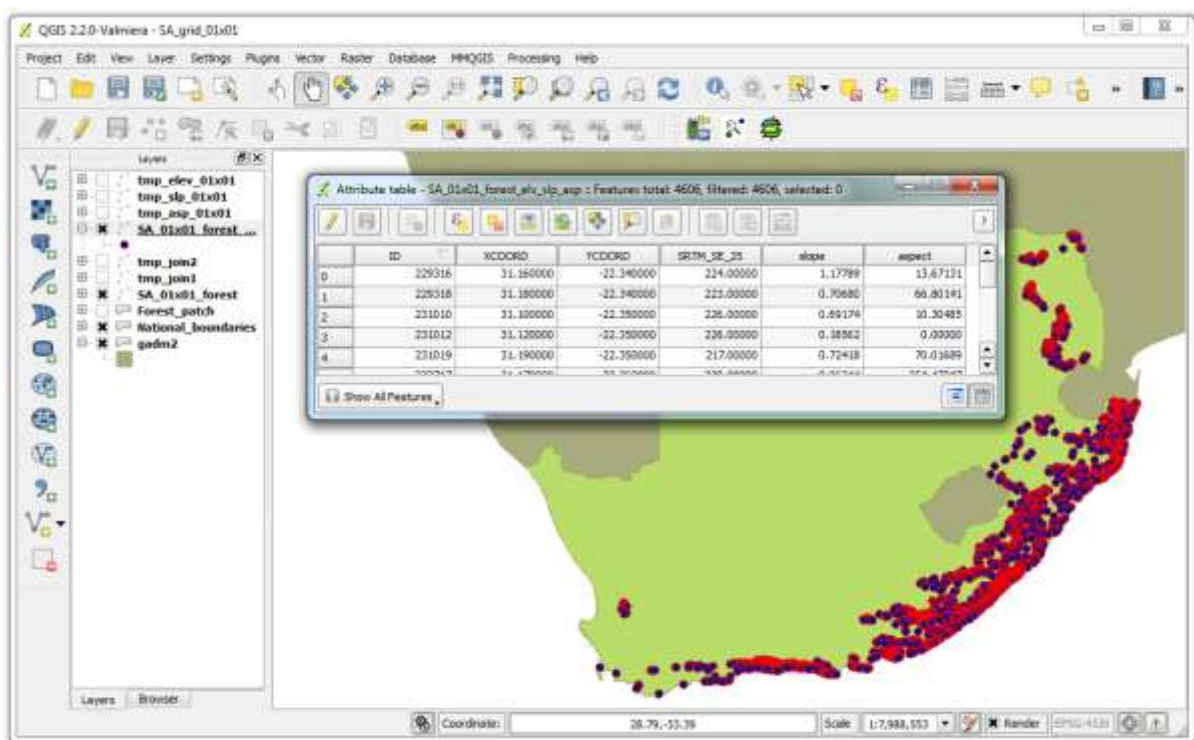 QGIS 2.2.0-Valmiera - SA_grid_01x01
Project Edit View Layer Settings Plugins Vector Raster Database MMQGIS Processing Help
Layers
tmp_elev_01x01
tmp_slp_01x01
tmp_asp_01x01
SA_01x01_forest_...
tmp_join2
tmp_join1
SA_01x01_forest
Forest_patch
National_boundaries
gadm2
Attribute table - SA_01x01_forest_elv_slp_asp :: Features total: 4606, filtered: 4606, selected: 0
ID XCOORD YCOORD SRTM_SE_25 slope aspect
0 229316 31.160000 -22.340000 224.00000 1.17789 13.67131
1 229318 31.180000 -22.340000 223.00000 0.70680 66.80141
2 231010 31.100000 -22.350000 226.00000 0.69174 10.30485
3 231012 31.120000 -22.350000 226.00000 0.18562 0.00000
4 231019 31.190000 -22.350000 217.00000 0.72418 70.01689
Show All Features
Layers Browser
Coordinate: 28.79,-33.39 Scale 1:7,988,553 Render